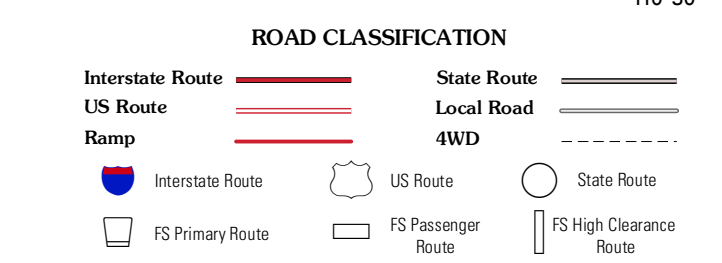 ROAD CLASSIFICATION
Interstate Route
State Route
US Route
Local Road
Ramp
4WD
Interstate Route
US Route
State Route
FS Primary Route
FS Passenger
Route
FS High Clearance
Route